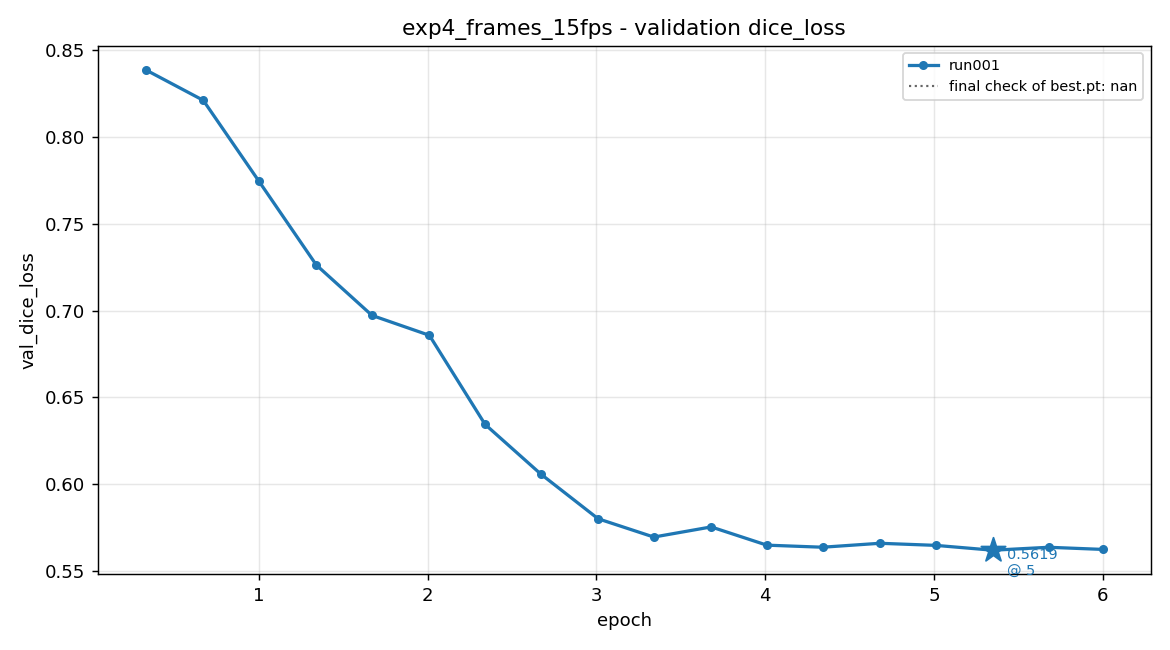 exp4_frames_15fps - validation dice_loss
run001
final check of best.pt: nan
val_dice_loss
0.85
0.80
0.75
0.70
0.65
0.60
0.55
0.5619
@ 5
1 2 3 4 5 6
epoch